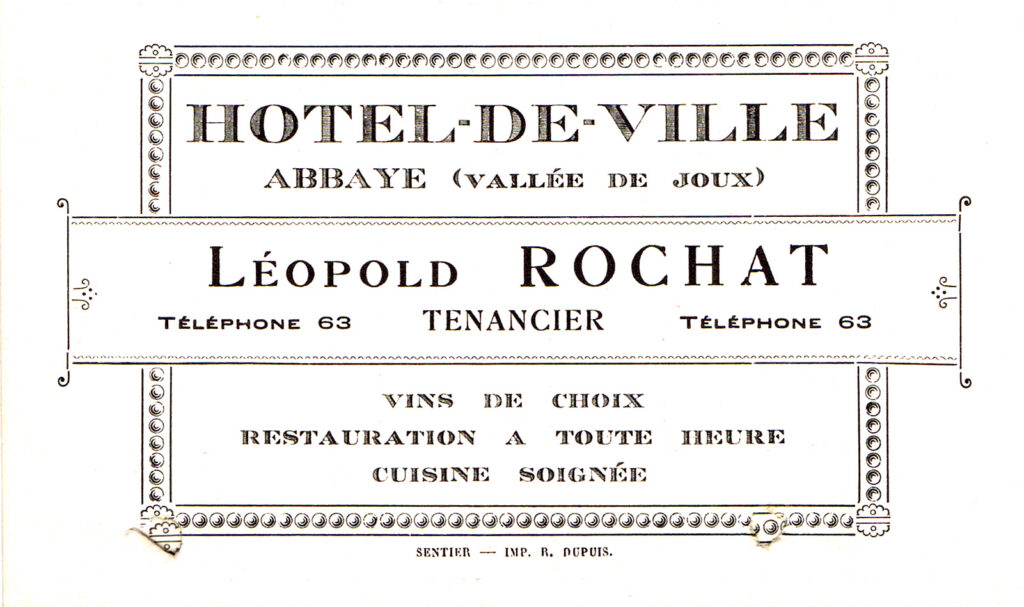 HOTEL-DE-VILLE
ABBAYE (VALLÉE DE JOUX)
LÉOPOLD ROCHAT
TÉLÉPHONE 63 TENANCIER TÉLÉPHONE 63
VINS DE CHOIX
RESTAURATION A TOUTE HEURE
CUISINE SOIGNÉE
SENTIER — IMP. R. DUPUIS.